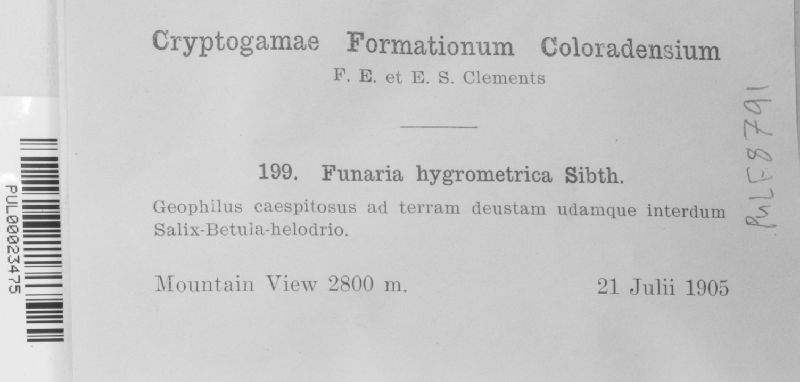 Cryptogamae Formationum Coloradensium
F. E. et E. S. Clements
199. Funaria hygrometrica Sibth.
Geophilus caespitosus ad terram deustam udamque interdum
Salix-Betula-helodrio.
Mountain View 2800 m. 21 Julii 1905
PULF8791
PUL00023475